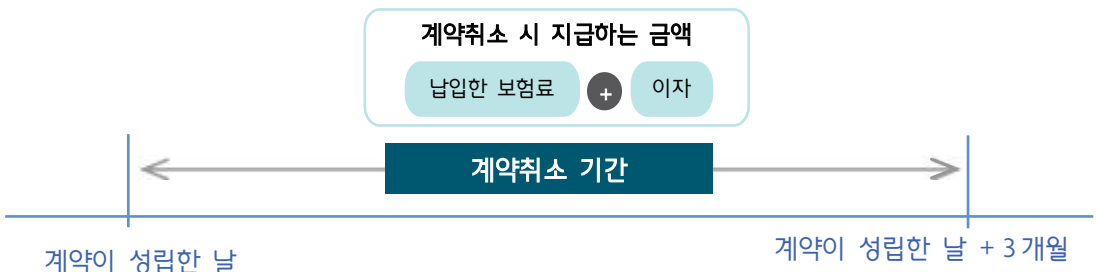 계약취소 시 지급하는 금액
납입한 보험료 + 이자
계약취소 기간
계약이 성립한 날
계약이 성립한 날 + 3개월